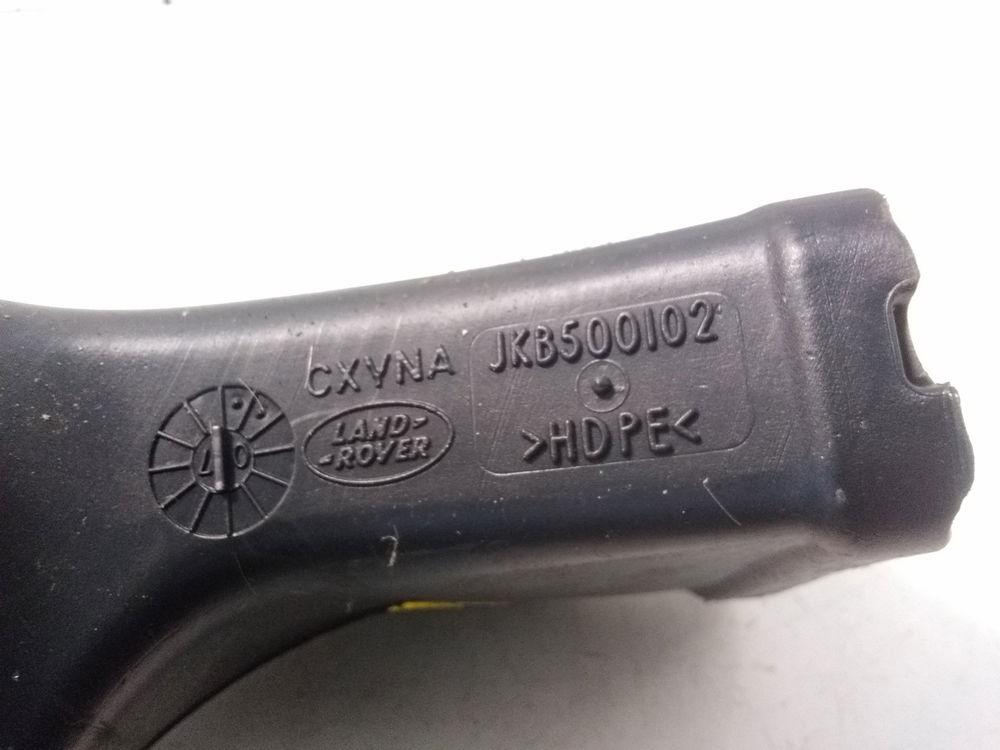 CXVNA
JKB500102
LAND-
-ROVER
>HDPE<